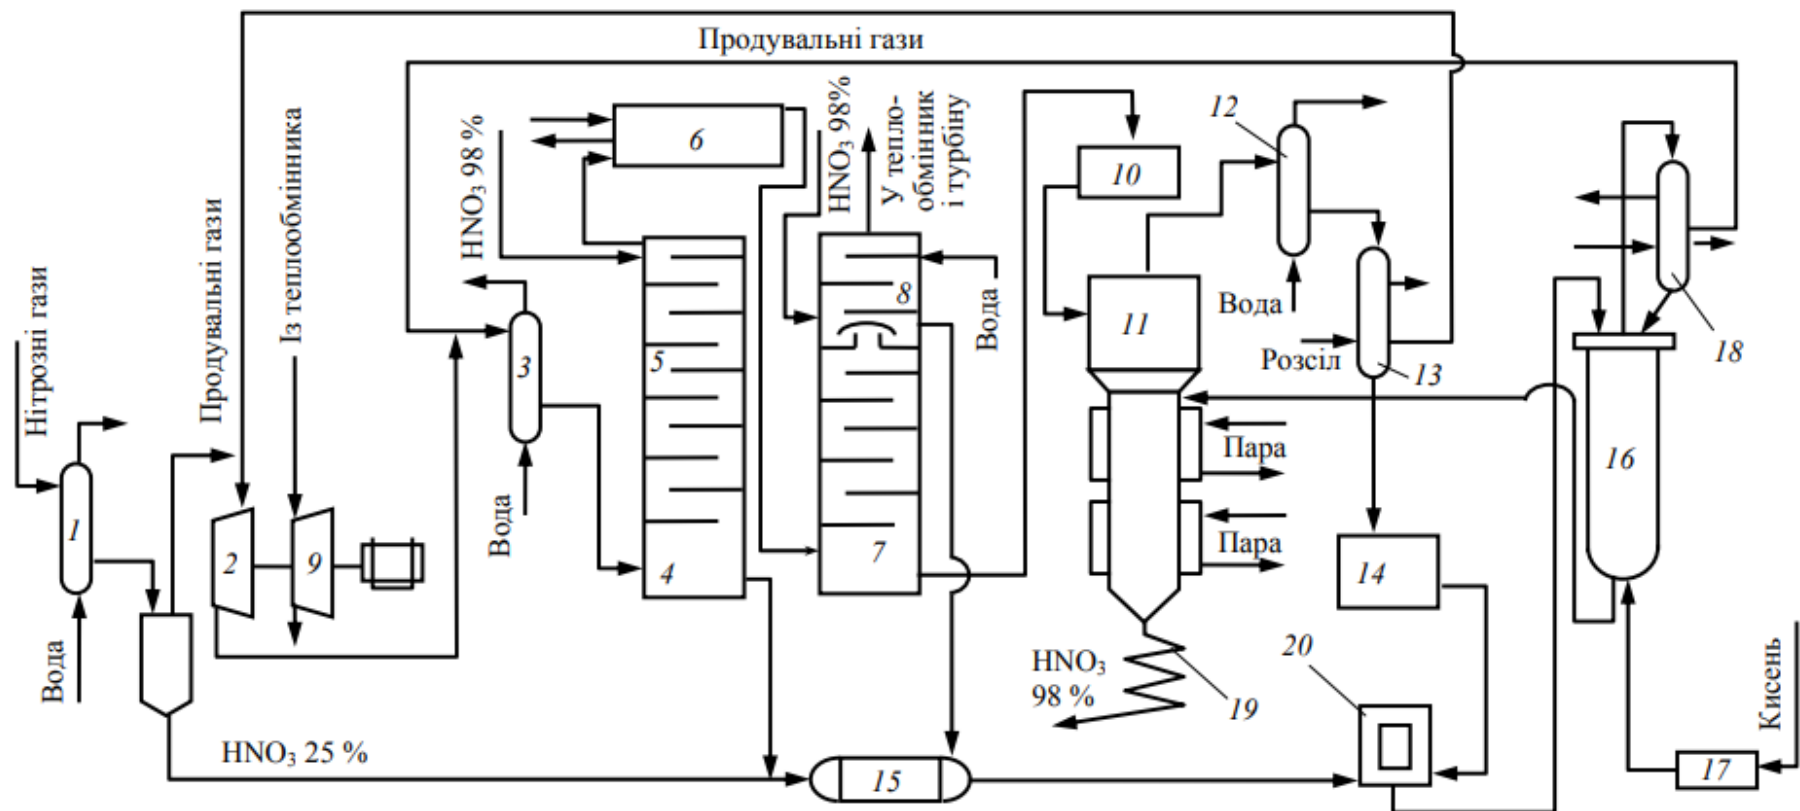 Продувальні гази
Нітрозні гази
Продувальні гази
Із теплообмінника
HNO₃ 98 %
HNO₃ 98%
У тепло-
обмінник
і турбіну
6
10
12
18
8
Вода
5
3
11
Вода
Розсіл
13
Пара
16
1
2
9
Вода
4
7
Пара
14
Вода
HNO₃
98 %
19
20
Кисень
HNO₃ 25 %
15
17